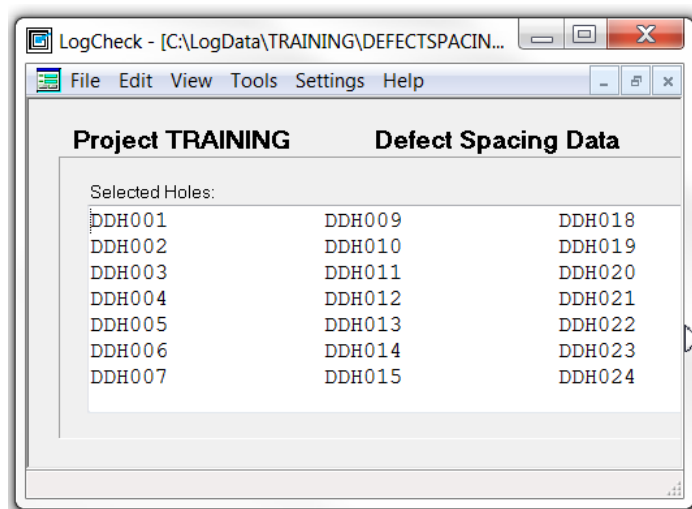 LogCheck - [C:\LogData\TRAINING\DEFECTSPACIN...
File Edit View Tools Settings Help
Project TRAINING Defect Spacing Data
Selected Holes:
DDH001 DDH009 DDH018
DDH002 DDH010 DDH019
DDH003 DDH011 DDH020
DDH004 DDH012 DDH021
DDH005 DDH013 DDH022
DDH006 DDH014 DDH023
DDH007 DDH015 DDH024